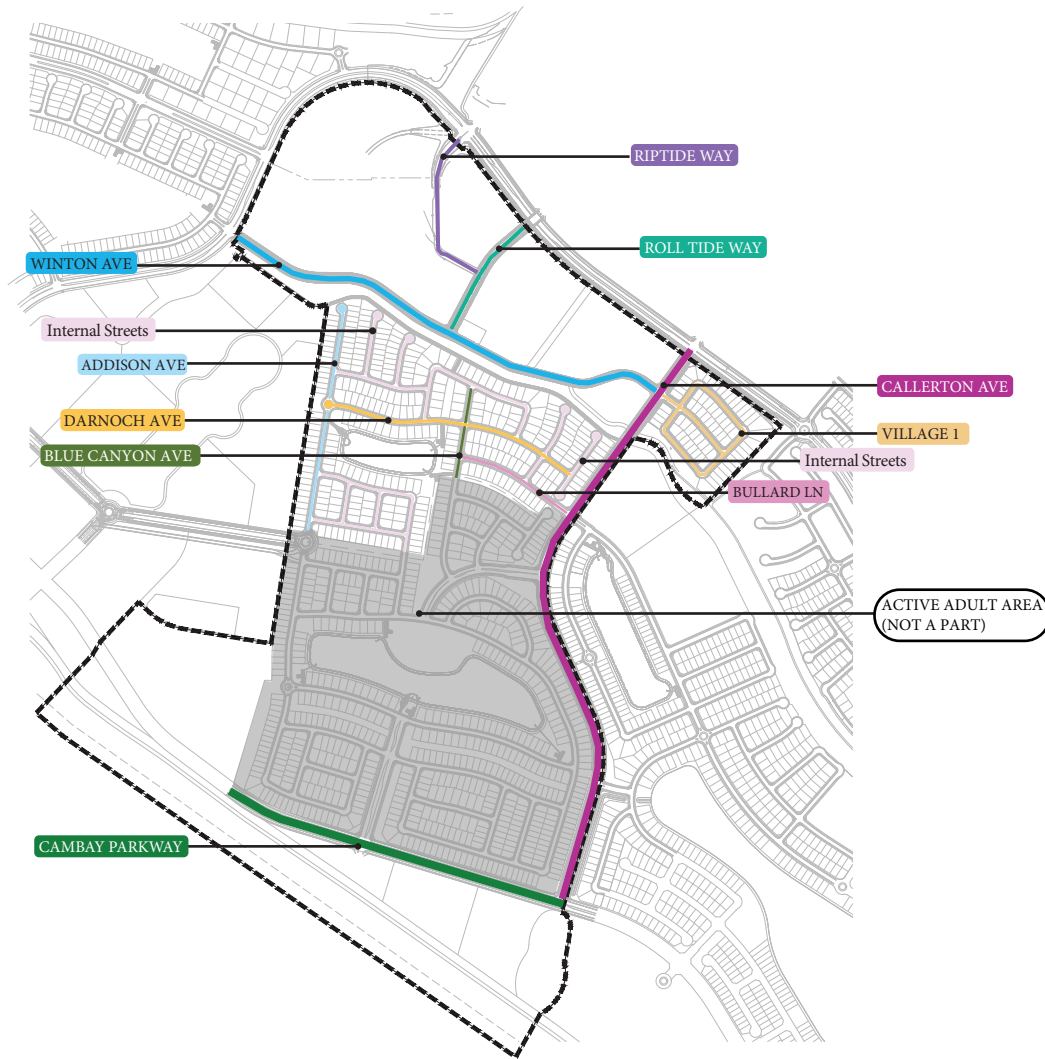 RIPTIDE WAY
ROLL TIDE WAY
WINTON AVE
Internal Streets
ADDISON AVE
CALLERTON AVE
DARNOCH AVE
VILLAGE 1
BLUE CANYON AVE
Internal Streets
BULLARD LN
ACTIVE ADULT AREA
(NOT A PART)
CAMBAY PARKWAY